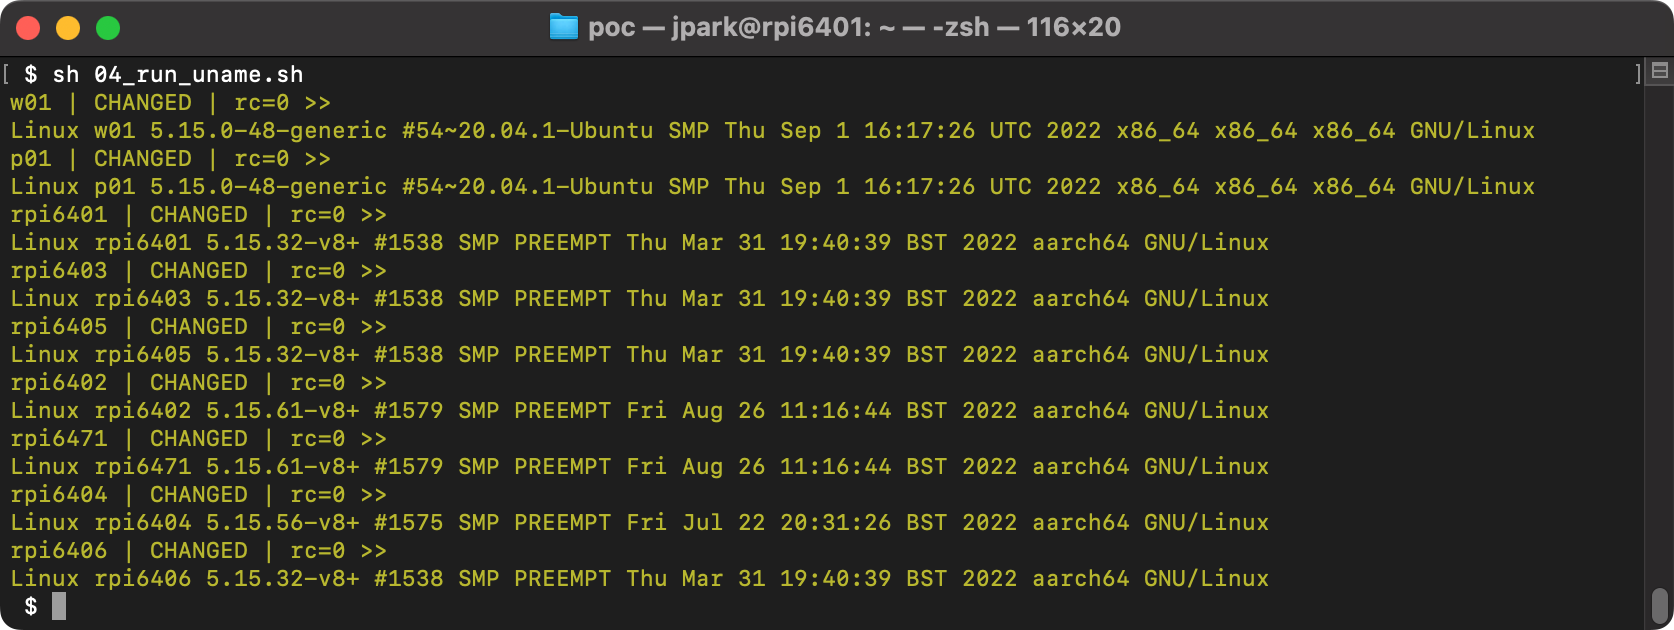 poc — jpark@rpi6401: ~ — -zsh — 116×20
[ $ sh 04_run_uname.sh ]
w01 | CHANGED | rc=0 >>
Linux w01 5.15.0-48-generic #54~20.04.1-Ubuntu SMP Thu Sep 1 16:17:26 UTC 2022 x86_64 x86_64 x86_64 GNU/Linux
p01 | CHANGED | rc=0 >>
Linux p01 5.15.0-48-generic #54~20.04.1-Ubuntu SMP Thu Sep 1 16:17:26 UTC 2022 x86_64 x86_64 x86_64 GNU/Linux
rpi6401 | CHANGED | rc=0 >>
Linux rpi6401 5.15.32-v8+ #1538 SMP PREEMPT Thu Mar 31 19:40:39 BST 2022 aarch64 GNU/Linux
rpi6403 | CHANGED | rc=0 >>
Linux rpi6403 5.15.32-v8+ #1538 SMP PREEMPT Thu Mar 31 19:40:39 BST 2022 aarch64 GNU/Linux
rpi6405 | CHANGED | rc=0 >>
Linux rpi6405 5.15.32-v8+ #1538 SMP PREEMPT Thu Mar 31 19:40:39 BST 2022 aarch64 GNU/Linux
rpi6402 | CHANGED | rc=0 >>
Linux rpi6402 5.15.61-v8+ #1579 SMP PREEMPT Fri Aug 26 11:16:44 BST 2022 aarch64 GNU/Linux
rpi6471 | CHANGED | rc=0 >>
Linux rpi6471 5.15.61-v8+ #1579 SMP PREEMPT Fri Aug 26 11:16:44 BST 2022 aarch64 GNU/Linux
rpi6404 | CHANGED | rc=0 >>
Linux rpi6404 5.15.56-v8+ #1575 SMP PREEMPT Fri Jul 22 20:31:26 BST 2022 aarch64 GNU/Linux
rpi6406 | CHANGED | rc=0 >>
Linux rpi6406 5.15.32-v8+ #1538 SMP PREEMPT Thu Mar 31 19:40:39 BST 2022 aarch64 GNU/Linux
$